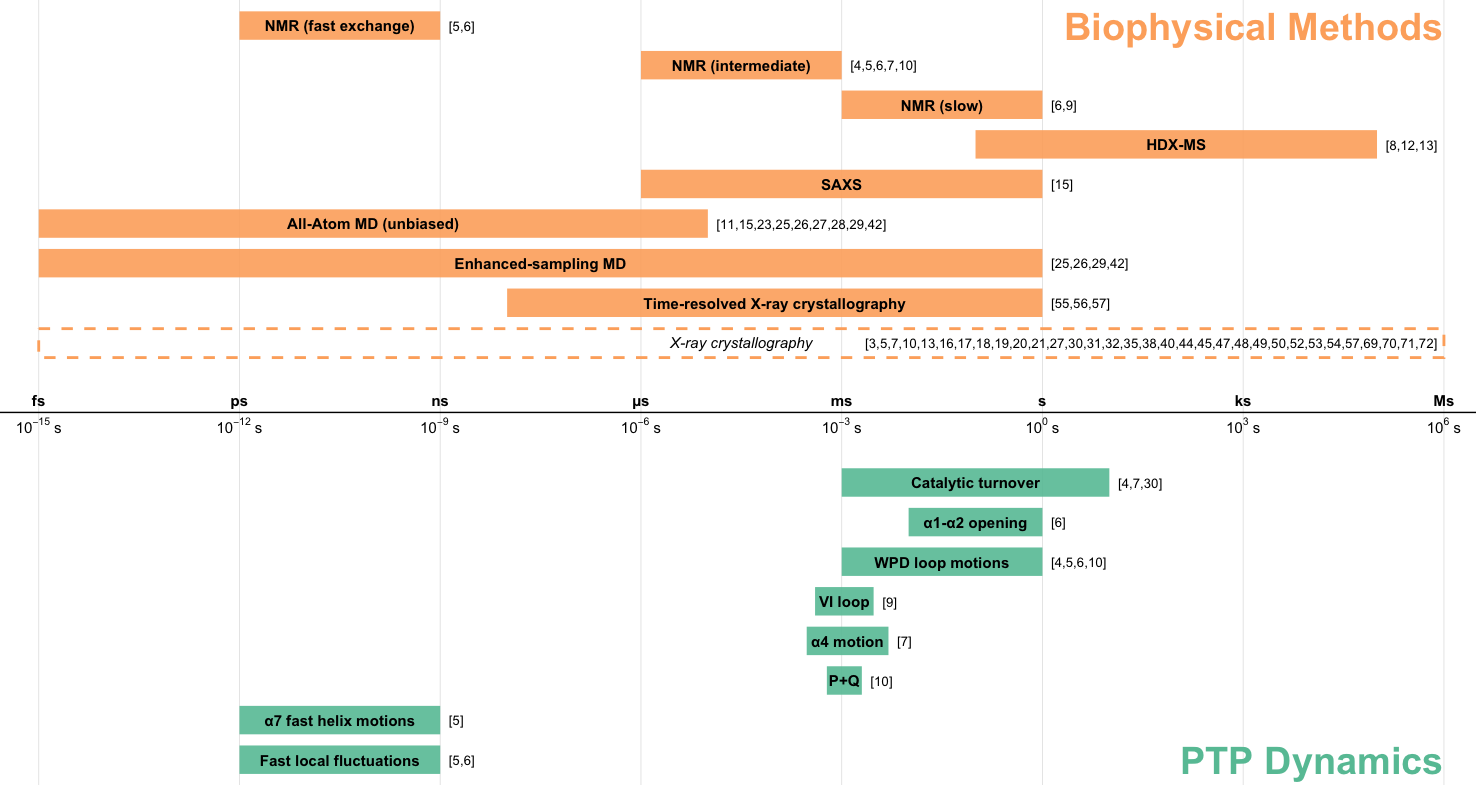 Biophysical Methods
NMR (fast exchange) [5,6]
NMR (intermediate) [4,5,6,7,10]
NMR (slow) [6,9]
HDX-MS [8,12,13]
SAXS [15]
All-Atom MD (unbiased) [11,15,23,25,26,27,28,29,42]
Enhanced-sampling MD [25,26,29,42]
Time-resolved X-ray crystallography [55,56,57]
X-ray crystallography [3,5,7,10,13,16,17,18,19,20,21,27,30,31,32,35,38,40,44,45,47,48,49,50,52,53,54,57,69,70,71,72]
fs ps ns µs ms s ks Ms
10⁻¹⁵ s 10⁻¹² s 10⁻⁹ s 10⁻⁶ s 10⁻³ s 10⁰ s 10³ s 10⁶ s
Catalytic turnover [4,7,30]
α1-α2 opening [6]
WPD loop motions [4,5,6,10]
VI loop [9]
α4 motion [7]
P+Q [10]
α7 fast helix motions [5]
Fast local fluctuations [5,6]
PTP Dynamics